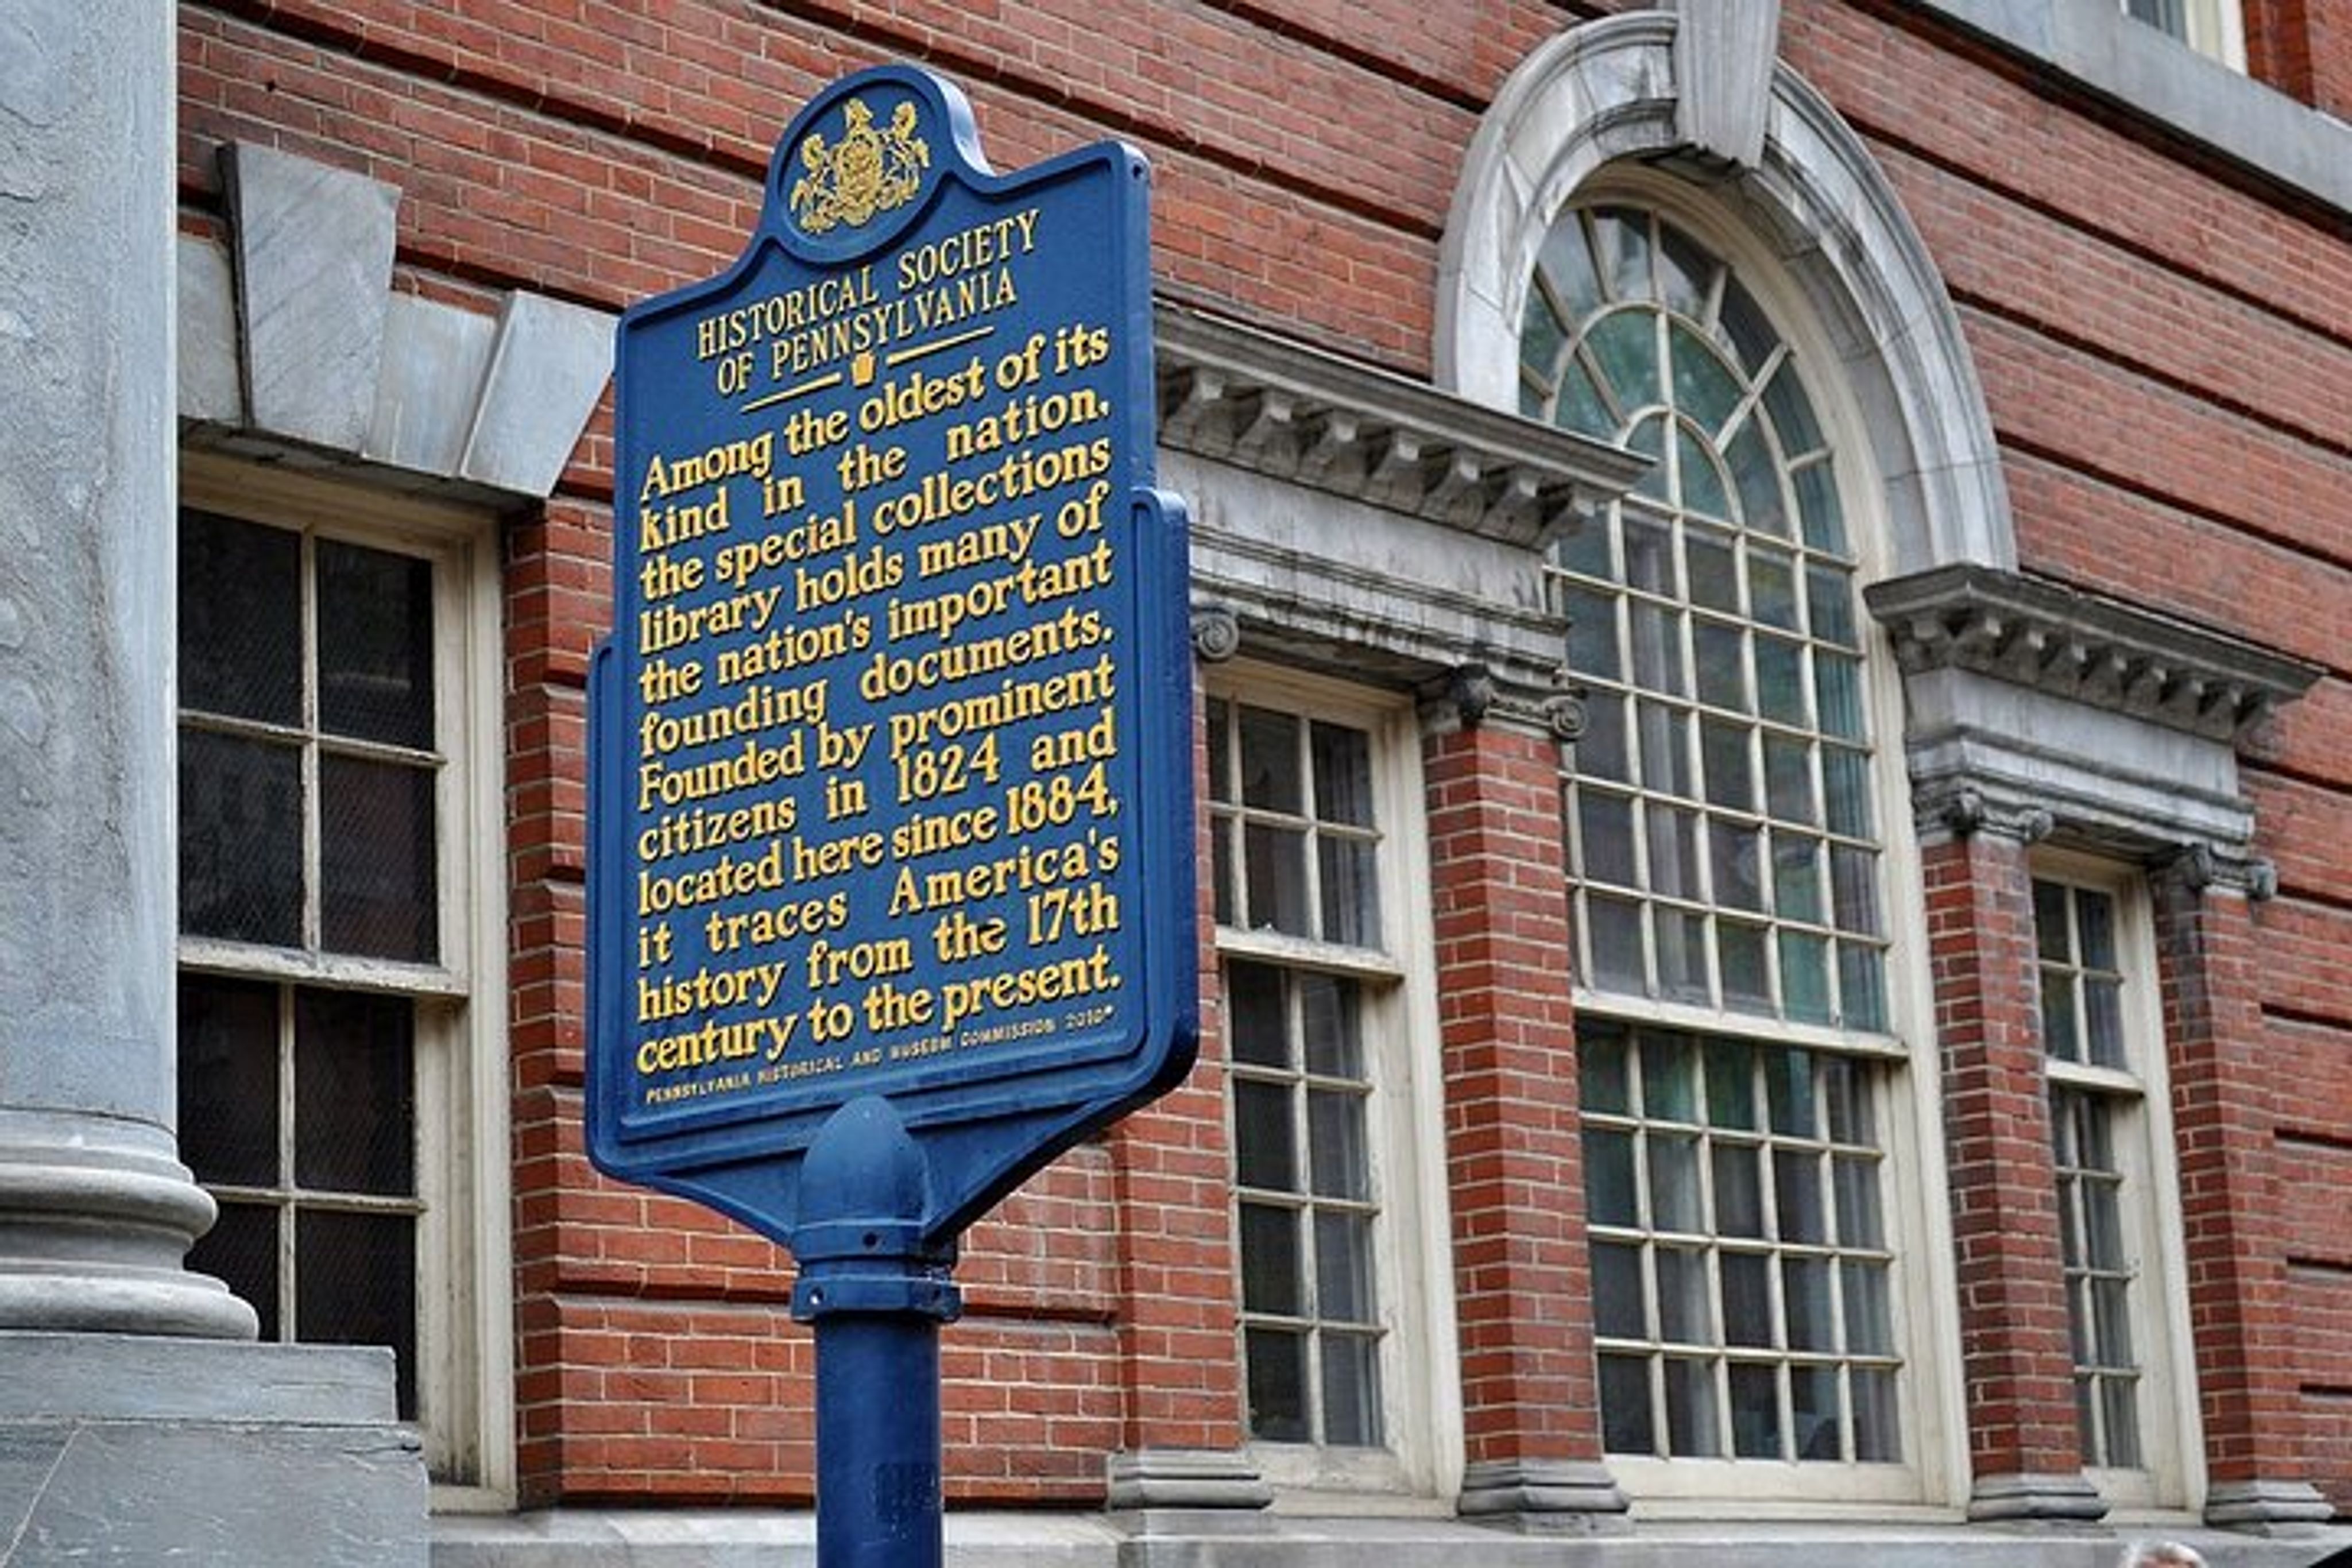 HISTORICAL SOCIETY
OF PENNSYLVANIA
Among the oldest of its
kind in the nation,
the special collections
library holds many of
the nation's important
founding documents.
Founded by prominent
citizens in 1824 and
located here since 1884,
it traces America's
history from the 17th
century to the present.
PENNSYLVANIA HISTORICAL AND MUSEUM COMMISSION 2010